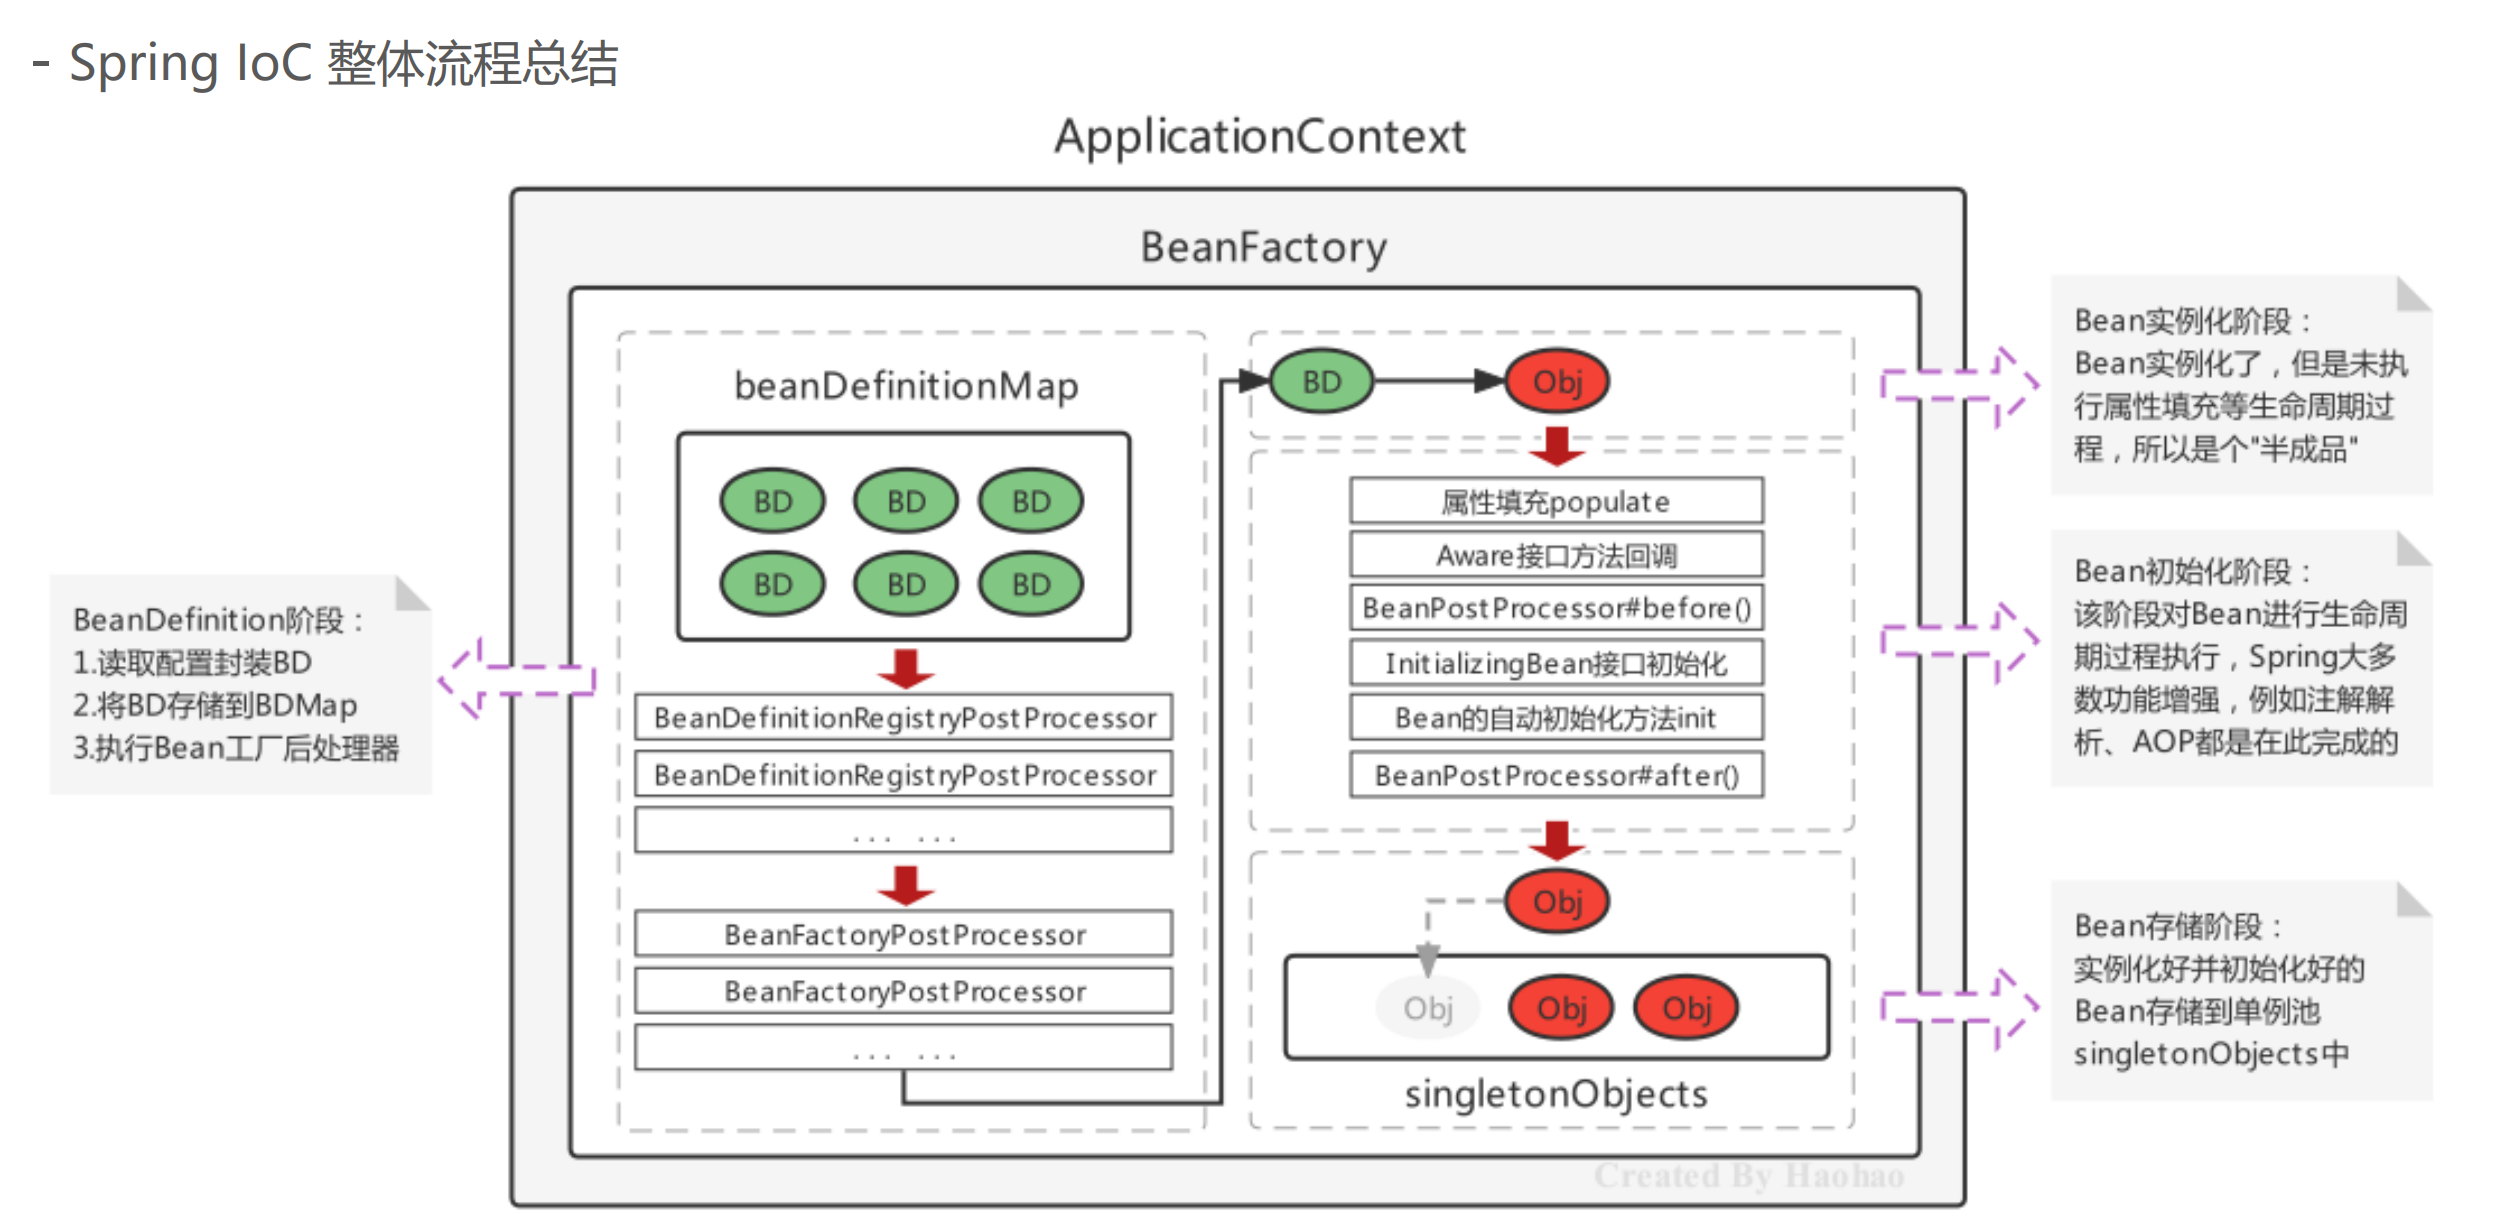 - Spring IoC 整体流程总结
ApplicationContext
BeanFactory
beanDefinitionMap
BD BD BD
BD BD BD
BeanDefinitionRegistryPostProcessor
BeanDefinitionRegistryPostProcessor
... ...
BeanFactoryPostProcessor
BeanFactoryPostProcessor
... ...
BD Obj
属性填充populate
Aware接口方法回调
BeanPostProcessor#before()
InitializingBean接口初始化
Bean的自动初始化方法init
BeanPostProcessor#after()
Obj
Obj Obj Obj
singletonObjects
BeanDefinition阶段：
1.读取配置封装BD
2.将BD存储到BDMap
3.执行Bean工厂后处理器
Bean实例化阶段：
Bean实例化了，但是未执
行属性填充等生命周期过
程，所以是个"半成品"
Bean初始化阶段：
该阶段对Bean进行生命周
期过程执行，Spring大多
数功能增强，例如注解解
析、AOP都是在此完成的
Bean存储阶段：
实例化好并初始化好的
Bean存储到单例池
singletonObjects中
Created By Haohao